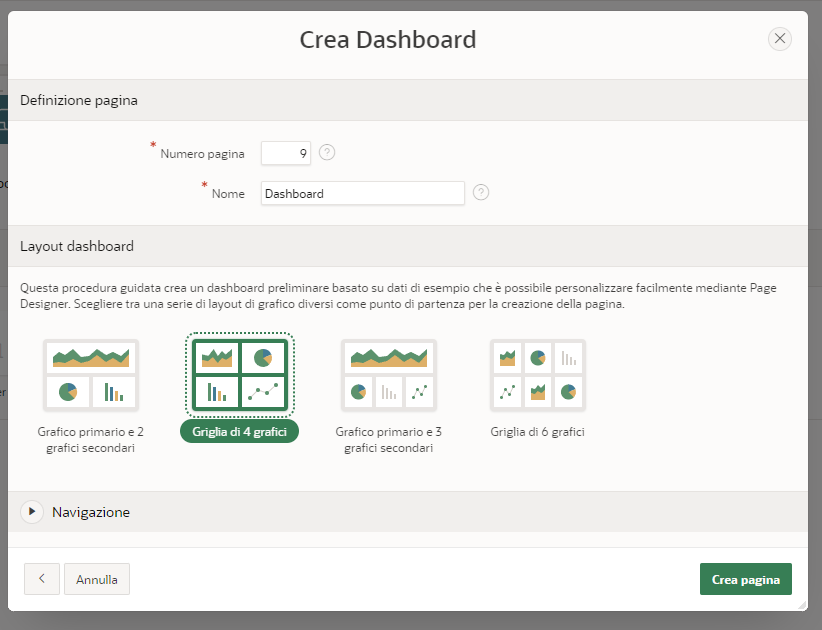 Crea Dashboard
Definizione pagina
* Numero pagina 9 ?
* Nome Dashboard ?
Layout dashboard
Questa procedura guidata crea un dashboard preliminare basato su dati di esempio che è possibile personalizzare facilmente mediante Page
Designer. Scegliere tra una serie di layout di grafico diversi come punto di partenza per la creazione della pagina.
Grafico primario e 2
grafici secondari
Griglia di 4 grafici
Grafico primario e 3
grafici secondari
Griglia di 6 grafici
Navigazione
Annulla
Crea pagina